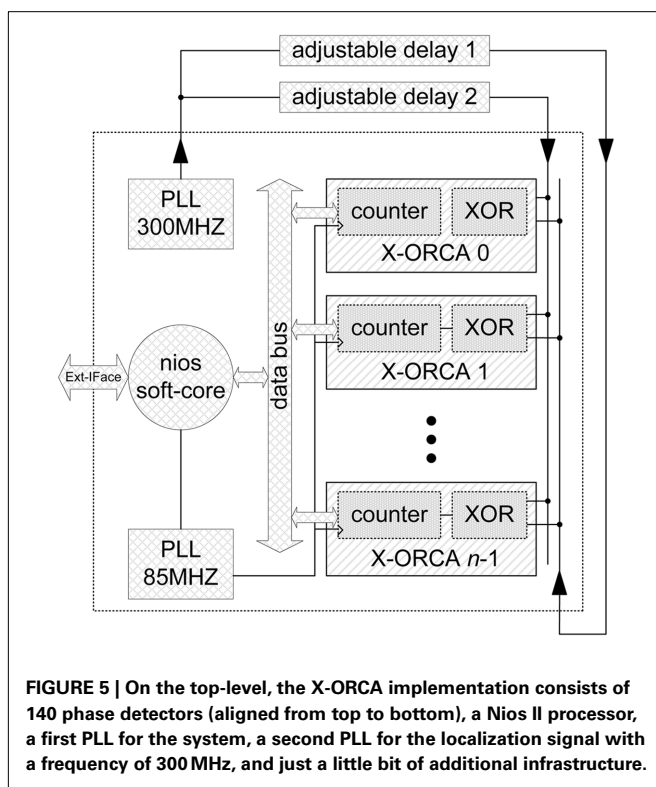 adjustable delay 1
adjustable delay 2
PLL
300MHZ
counter
XOR
X-ORCA 0
counter
XOR
X-ORCA 1
Ext-IFace
nios
soft-core
data bus
counter
XOR
X-ORCA n-1
PLL
85MHZ
FIGURE 5 | On the top-level, the X-ORCA implementation consists of
140 phase detectors (aligned from top to bottom), a Nios II processor,
a first PLL for the system, a second PLL for the localization signal with
a frequency of 300 MHz, and just a little bit of additional infrastructure.